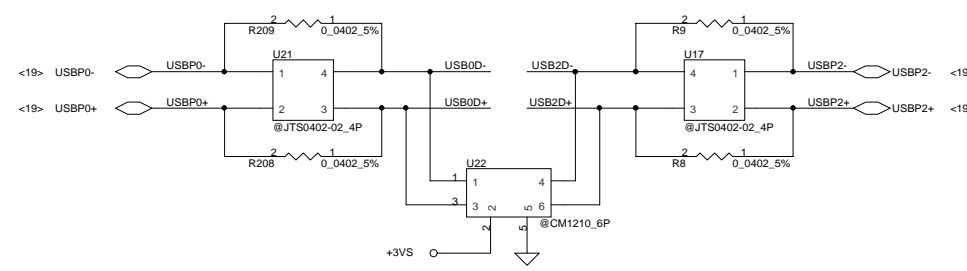 2 1
R209 0_0402_5%
U21
<19> USBP0- USBP0- 1 4 USB0D-
<19> USBP0+ USBP0+ 2 3 USB0D+
@JTS0402-02_4P
2 1
R208 0_0402_5%
2 1
R9 0_0402_5%
U17
USB2D- 4 1 USBP2- USBP2- <19
USB2D+ 3 2 USBP2+ USBP2+ <19
@JTS0402-02_4P
2 1
R8 0_0402_5%
U22
1 1 4 4
3 3 2 5 6 6
@CM1210_6P
2 5
+3VS